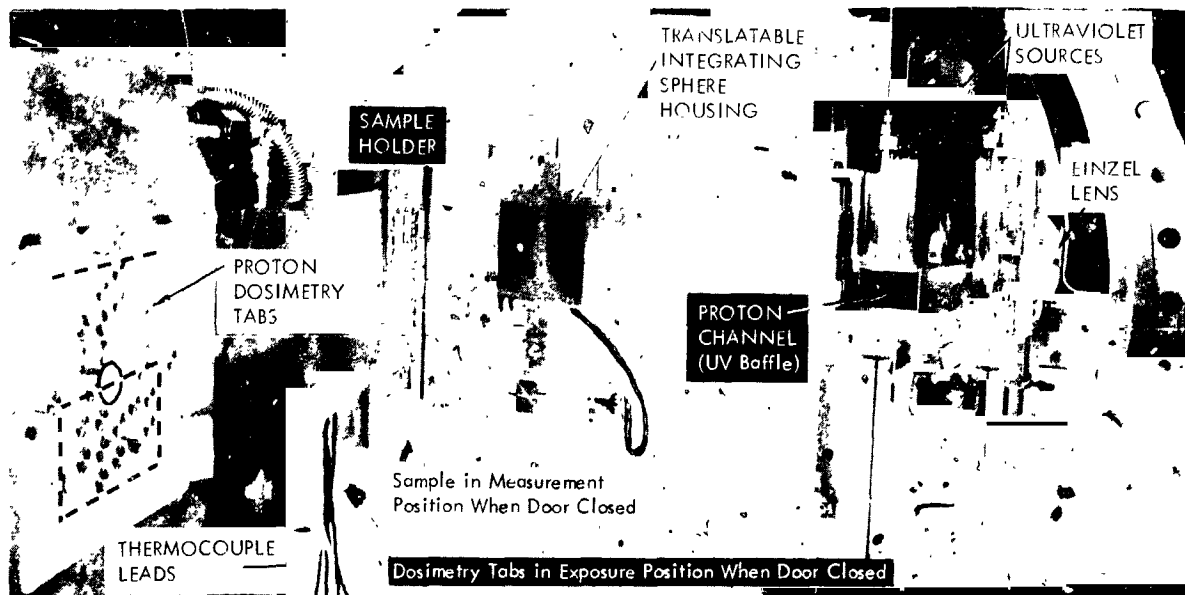 TRANSLATABLE
INTEGRATING
SPHERE
HOUSING
ULTRAVIOLET
SOURCES
SAMPLE
HOLDER
EINZEL
LENS
PROTON
DOSIMETRY
TABS
PROTON
CHANNEL
(UV Baffle)
Sample in Measurement
Position When Door Closed
THERMOCOUPLE
LEADS
Dosimetry Tabs in Exposure Position When Door Closed